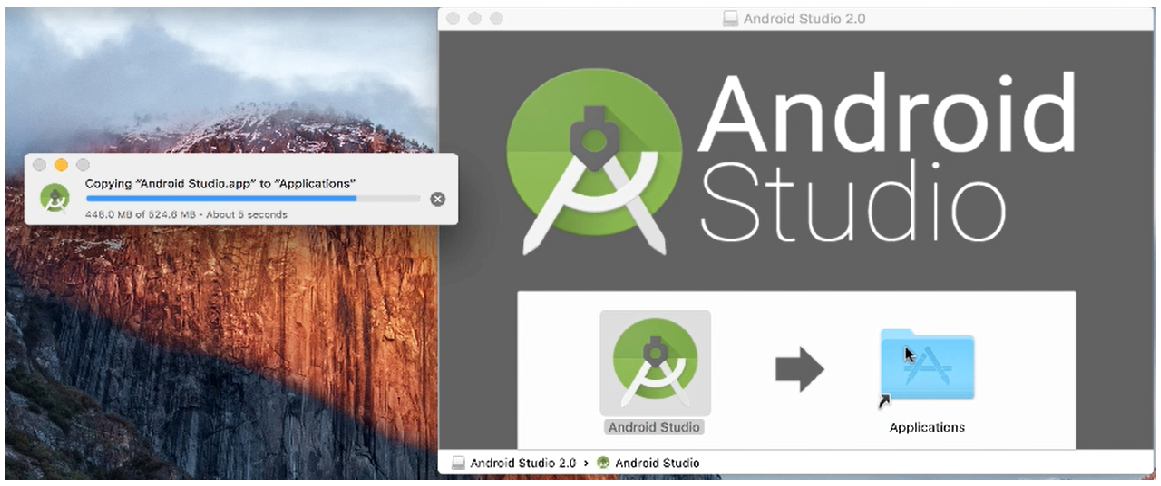 Android Studio 2.0
Android
Studio
Copying “Android Studio.app” to “Applications”
446.0 MB of 524.6 MB - About 5 seconds
Android Studio
Applications
Android Studio 2.0 › Android Studio